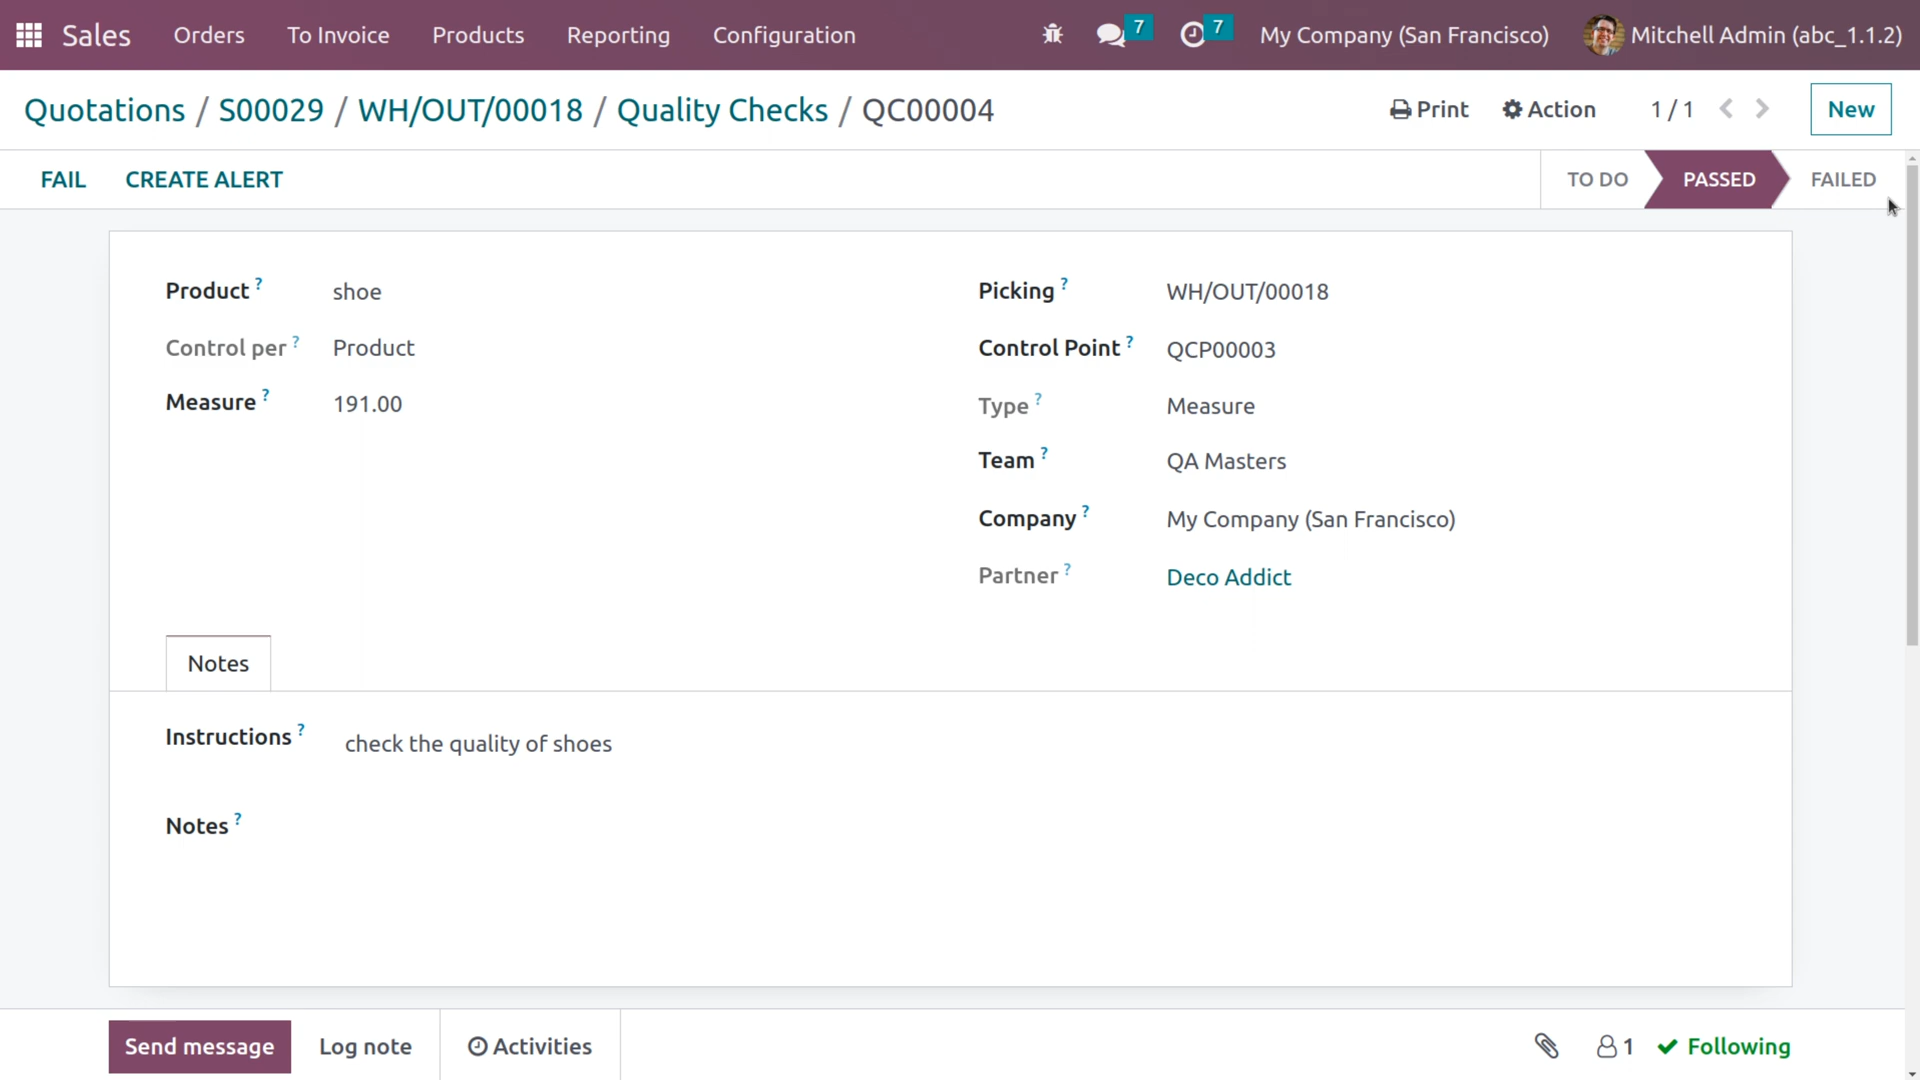 Sales Orders To Invoice Products Reporting Configuration 7 7 My Company (San Francisco) Mitchell Admin (abc_1.1.2)
Quotations / S00029 / WH/OUT/00018 / Quality Checks / QC00004 Print Action 1 / 1 New
FAIL CREATE ALERT TO DO PASSED FAILED
Product ? shoe Picking ? WH/OUT/00018
Control per ? Product Control Point ? QCP00003
Measure ? 191.00 Type ? Measure
Team ? QA Masters
Company ? My Company (San Francisco)
Partner ? Deco Addict
Notes
Instructions ? check the quality of shoes
Notes ?
Send message Log note Activities 1 Following